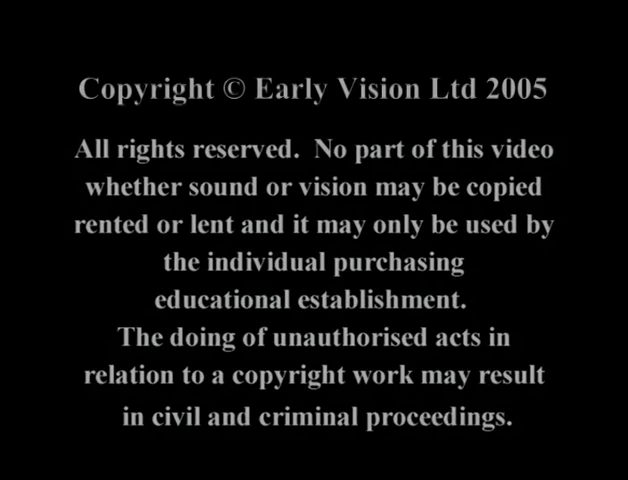 Copyright © Early Vision Ltd 2005
All rights reserved.  No part of this video
whether sound or vision may be copied
rented or lent and it may only be used by
the individual purchasing
educational establishment.
The doing of unauthorised acts in
relation to a copyright work may result
in civil and criminal proceedings.